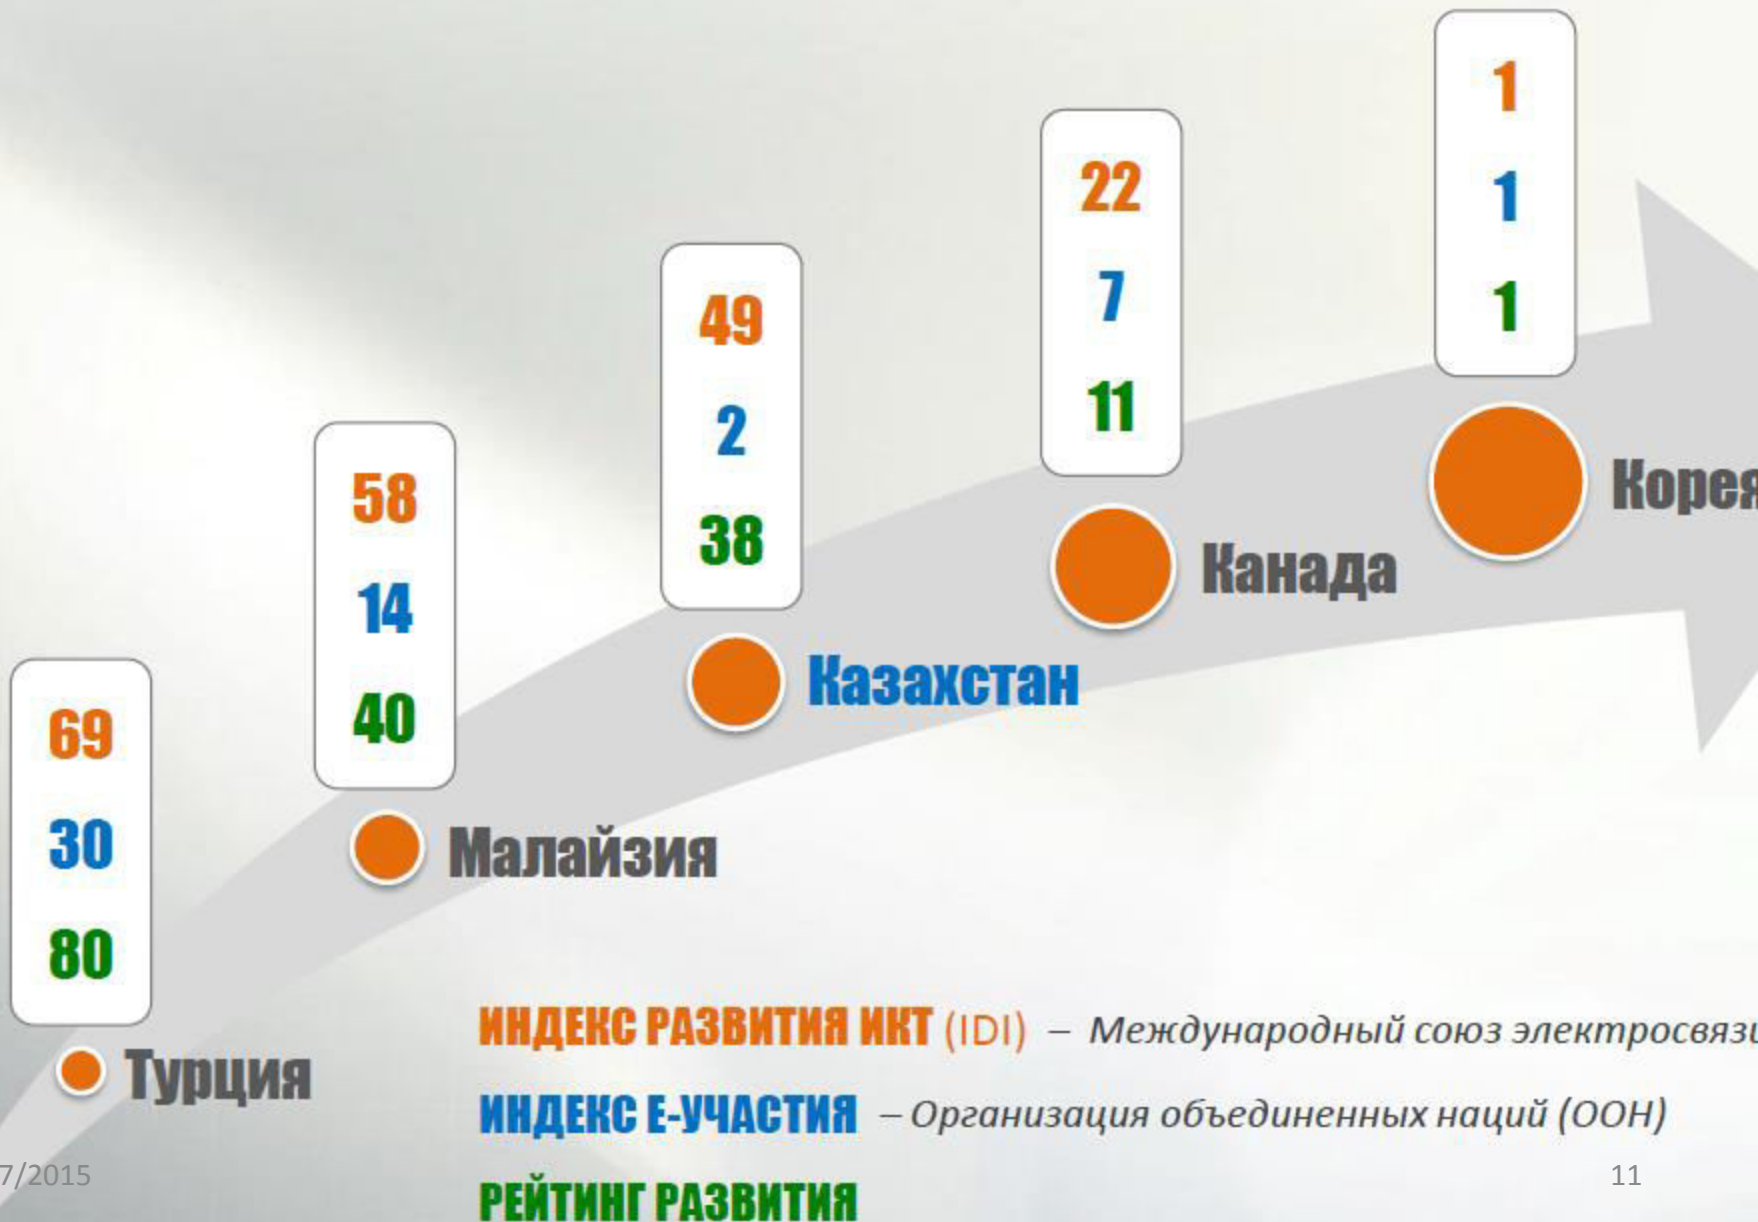 1
1
1
22
7
11
49
2
38
58
14
40
69
30
80
Корея
Канада
Казахстан
Малайзия
Турция
ИНДЕКС РАЗВИТИЯ ИКТ (IDI) – Международный союз электросвязи
ИНДЕКС Е-УЧАСТИЯ – Организация объединенных наций (ООН)
РЕЙТИНГ РАЗВИТИЯ
7/2015
11